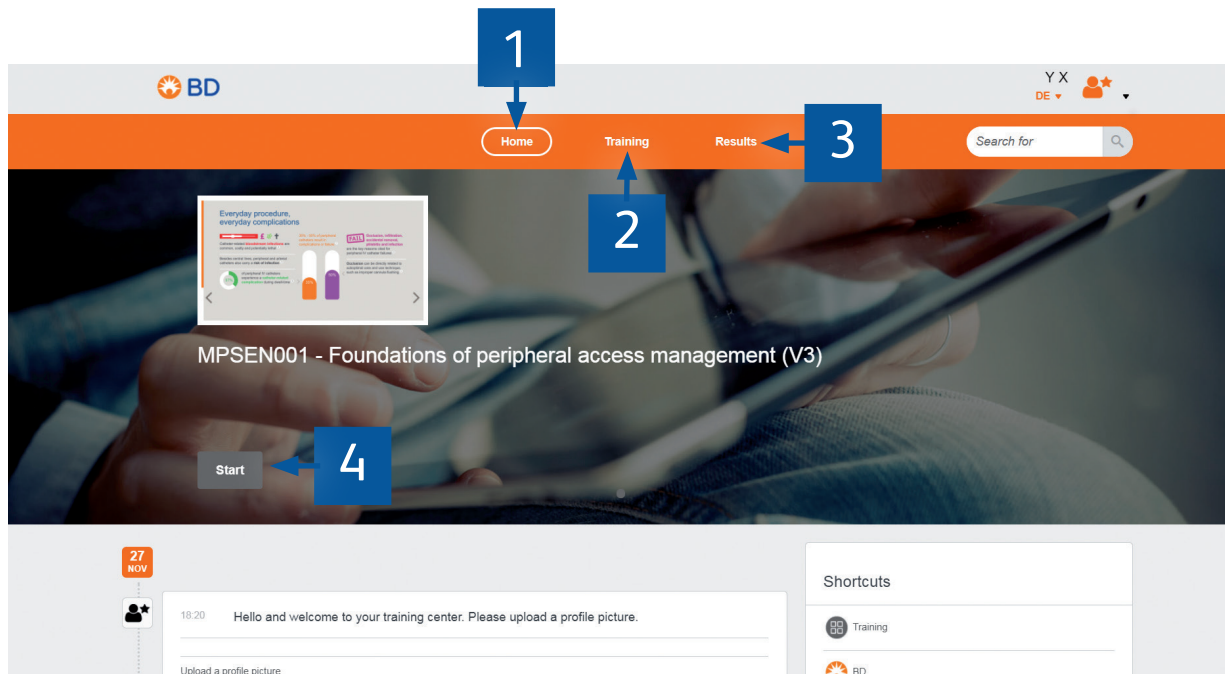 1
BD
Y X
DE
Home
Training
Results
3
Search for
2
Everyday procedure,
everyday complications
FAIL
MPSEN001 - Foundations of peripheral access management (V3)
Start
4
27
NOV
18:20 Hello and welcome to your training center. Please upload a profile picture.
Upload a profile picture
Shortcuts
Training
BD